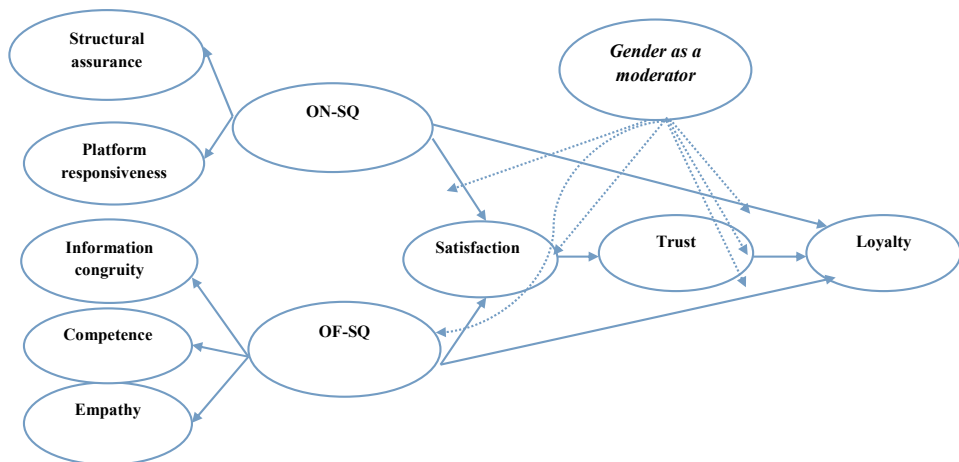 Structural
assurance
Gender as a
moderator
ON-SQ
Platform
responsiveness
Information
congruity
Satisfaction
Trust
Loyalty
Competence
OF-SQ
Empathy